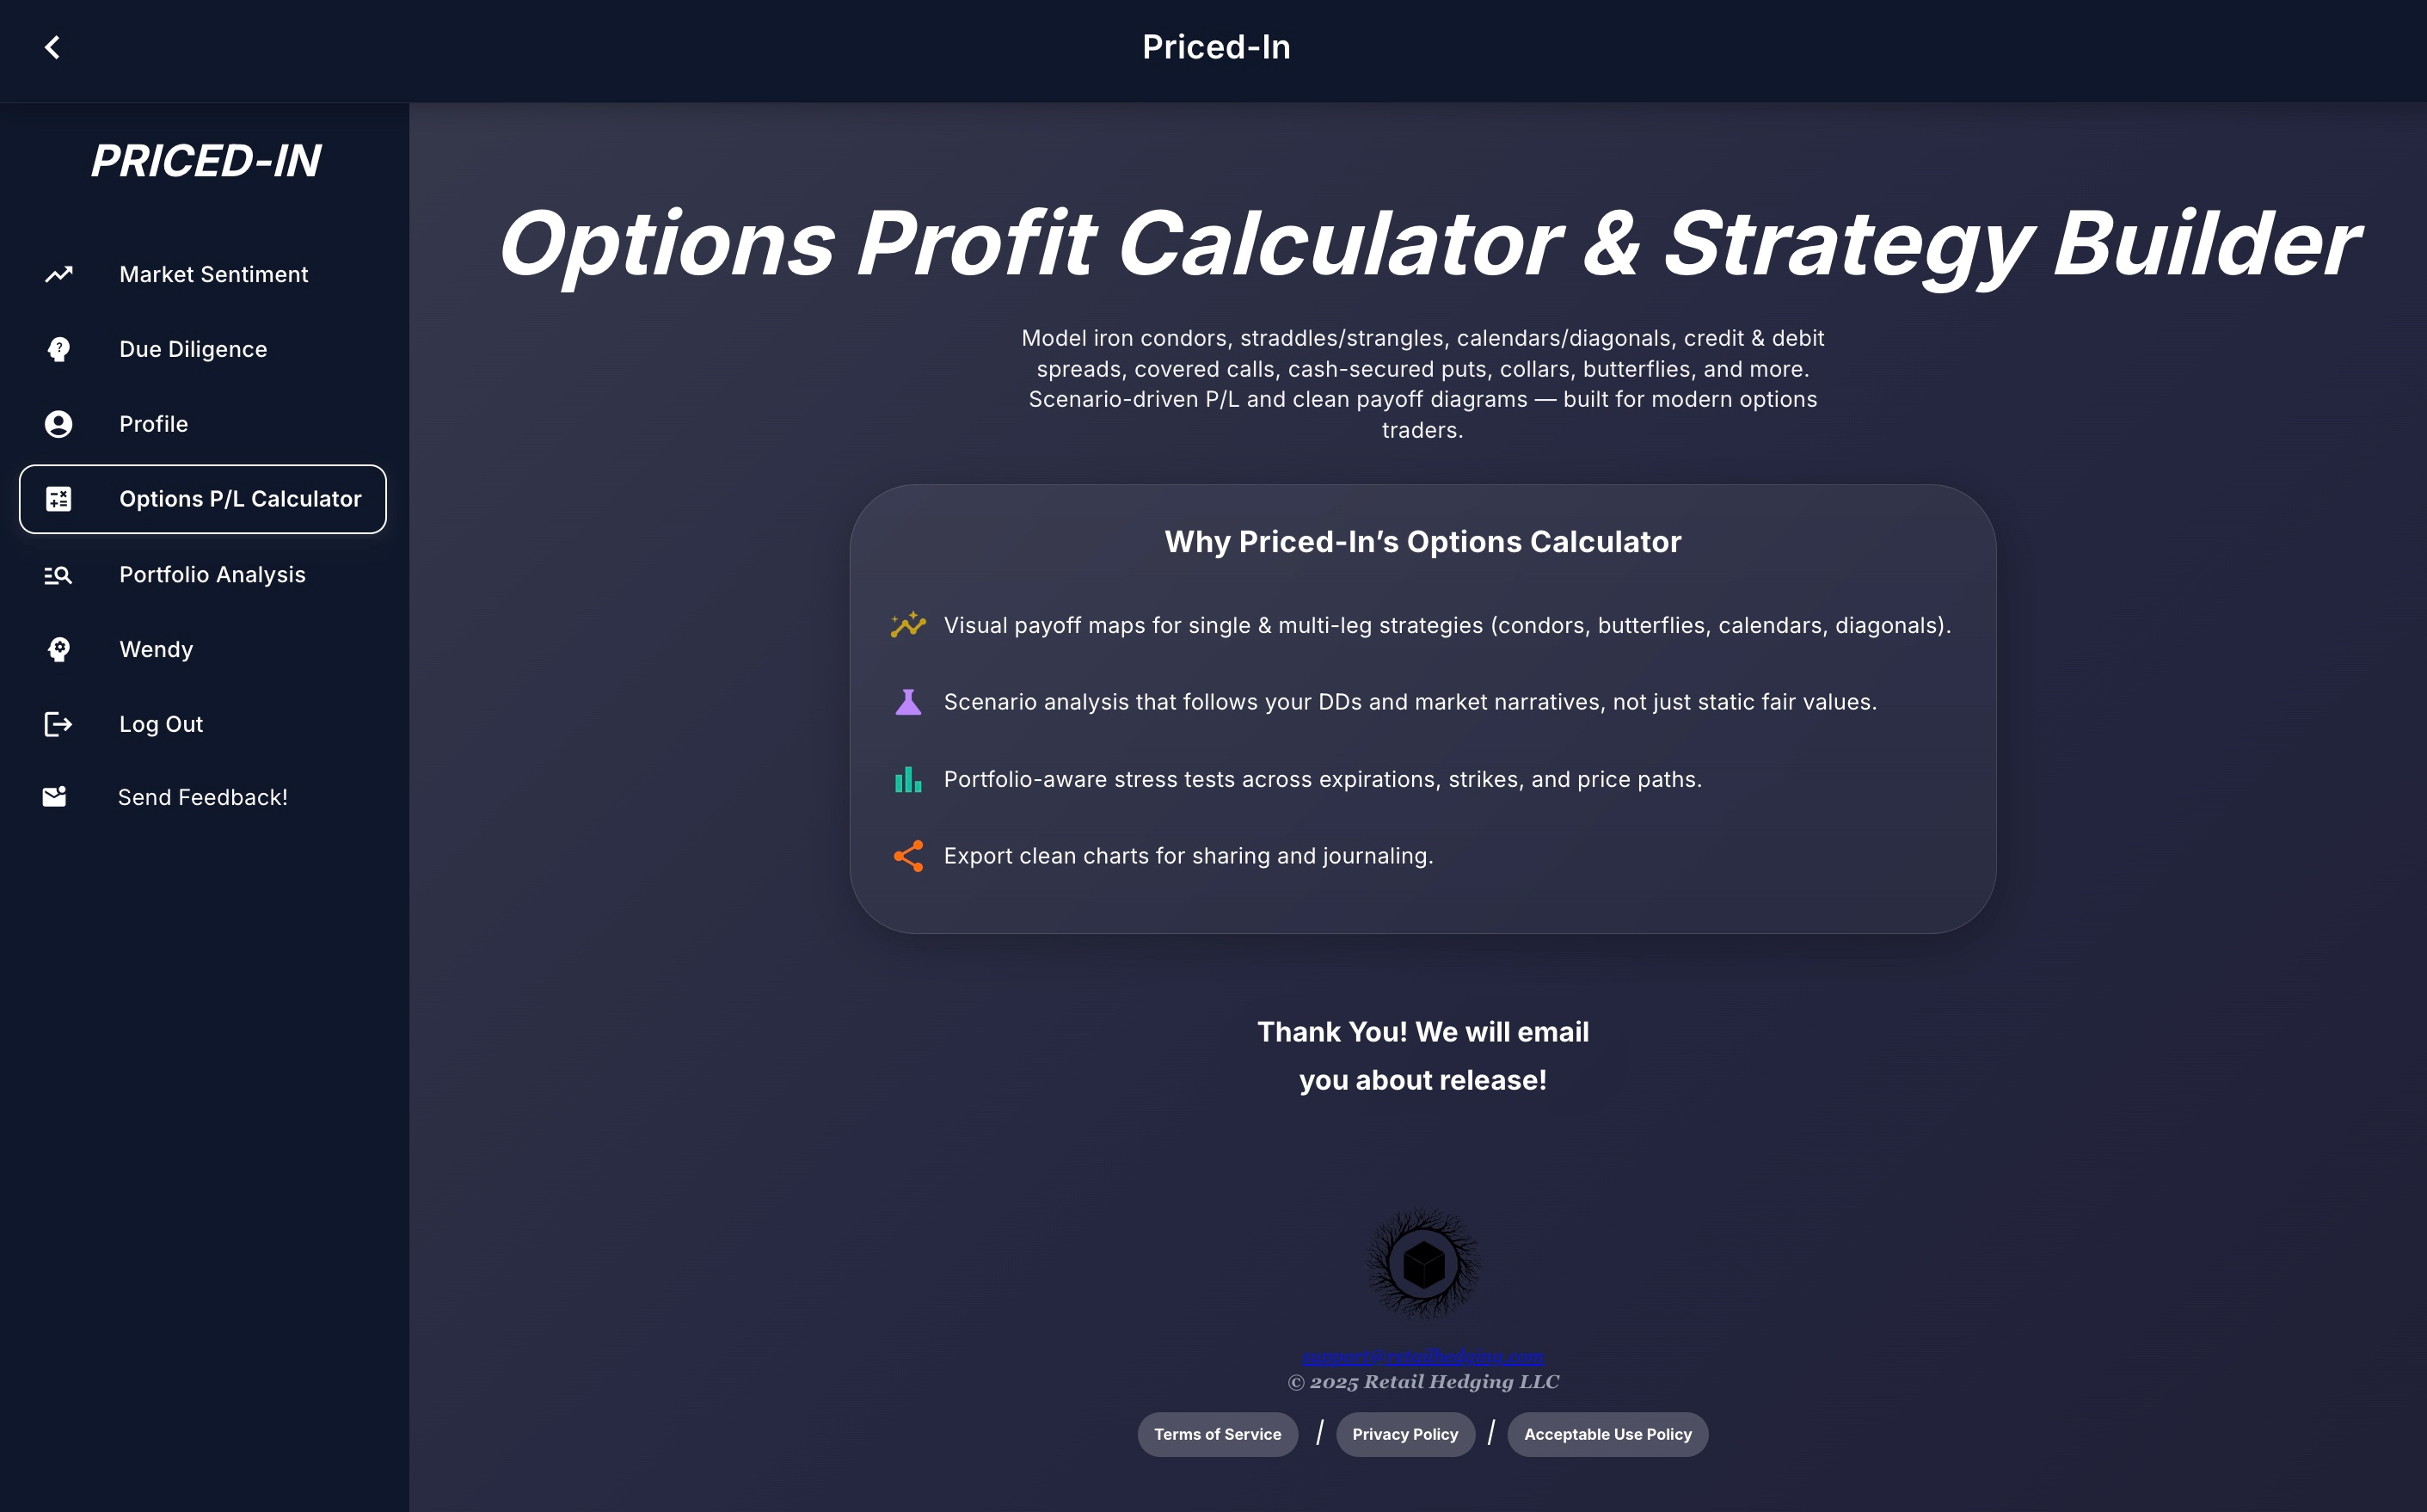 Priced-In
PRICED-IN
Market Sentiment
Due Diligence
Profile
Options P/L Calculator
Portfolio Analysis
Wendy
Log Out
Send Feedback!
Options Profit Calculator & Strategy Builder
Model iron condors, straddles/strangles, calendars/diagonals, credit & debit
spreads, covered calls, cash-secured puts, collars, butterflies, and more.
Scenario-driven P/L and clean payoff diagrams — built for modern options
traders.
Why Priced-In’s Options Calculator
Visual payoff maps for single & multi-leg strategies (condors, butterflies, calendars, diagonals).
Scenario analysis that follows your DDs and market narratives, not just static fair values.
Portfolio-aware stress tests across expirations, strikes, and price paths.
Export clean charts for sharing and journaling.
Thank You! We will email
you about release!
support@retailhedging.com
© 2025 Retail Hedging LLC
Terms of Service / Privacy Policy / Acceptable Use Policy